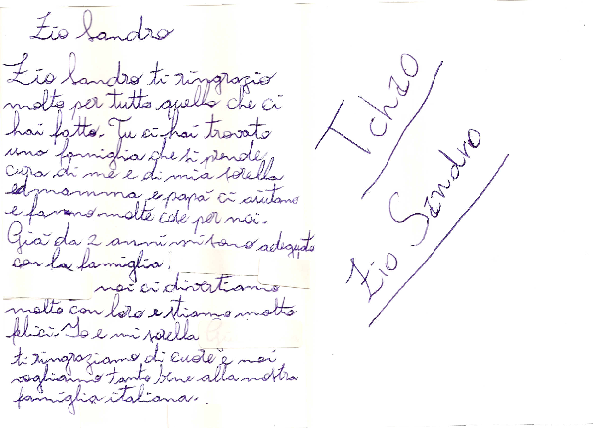 Zio Sandro
Zio Sandro ti ringrazio
molto per tutto quello che ci
hai fatto. Tu ci hai trovato
una famiglia che si prende
cura di me e di mia sorella
ed mamma e papà ci aiutano
e fanno molte cose per noi.
Già da 2 anni mi sono adeguato
con la famiglia.
noi ci divertiamo
molto con loro e stiamo molto
felici Io e mi sorella
ti ringraziamo di cuore e noi
vogliamo tanto bene alla nostra
famiglia italiana.
Tchao
Zio Sandro